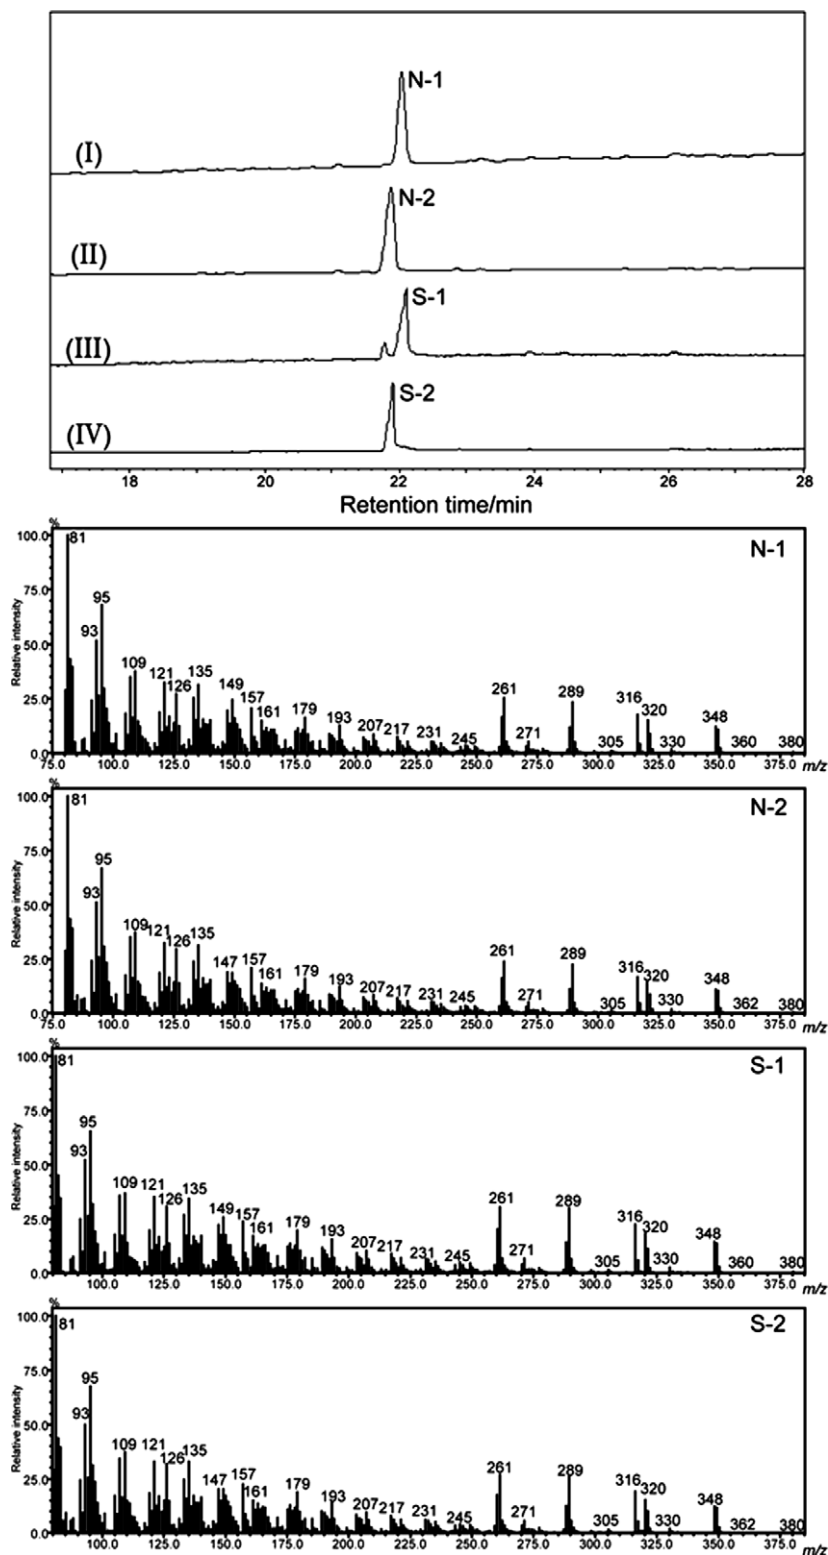 N-1
(I)
N-2
(II)
S-1
(III)
S-2
(IV)
18 20 22 24 26 28
Retention time/min
%
100.0 81 N-1
75.0
95
Relative intensity
93
50.0
109
121 126 135 149 157 161 179 193 207 217 231 245 261 271 289 305 316 320 330 348 360 380
25.0
0.0
75.0 100.0 125.0 150.0 175.0 200.0 225.0 250.0 275.0 300.0 325.0 350.0 375.0 m/z
%
100.0 81 N-2
75.0
95
Relative intensity
93
50.0
109 121 126 135 147 157 161 179 193 207 217 231 245 261 271 289 305 316 320 330 348 362 380
25.0
0.0
75.0 100.0 125.0 150.0 175.0 200.0 225.0 250.0 275.0 300.0 325.0 350.0 375.0 m/z
%
100.0 81 S-1
75.0
95
Relative intensity
93
50.0
109 121 126 135 149 157 161 179 193 207 217 231 245 261 271 289 305 316 320 330 348 360 380
25.0
0.0
100.0 125.0 150.0 175.0 200.0 225.0 250.0 275.0 300.0 325.0 350.0 375.0 m/z
%
100.0 81 S-2
75.0
95
Relative intensity
93
50.0
109 121 126 135 147 157 161 179 193 207 217 231 245 261 271 289 305 316 320 330 348 362 380
25.0
0.0
100.0 125.0 150.0 175.0 200.0 225.0 250.0 275.0 300.0 325.0 350.0 375.0 m/z